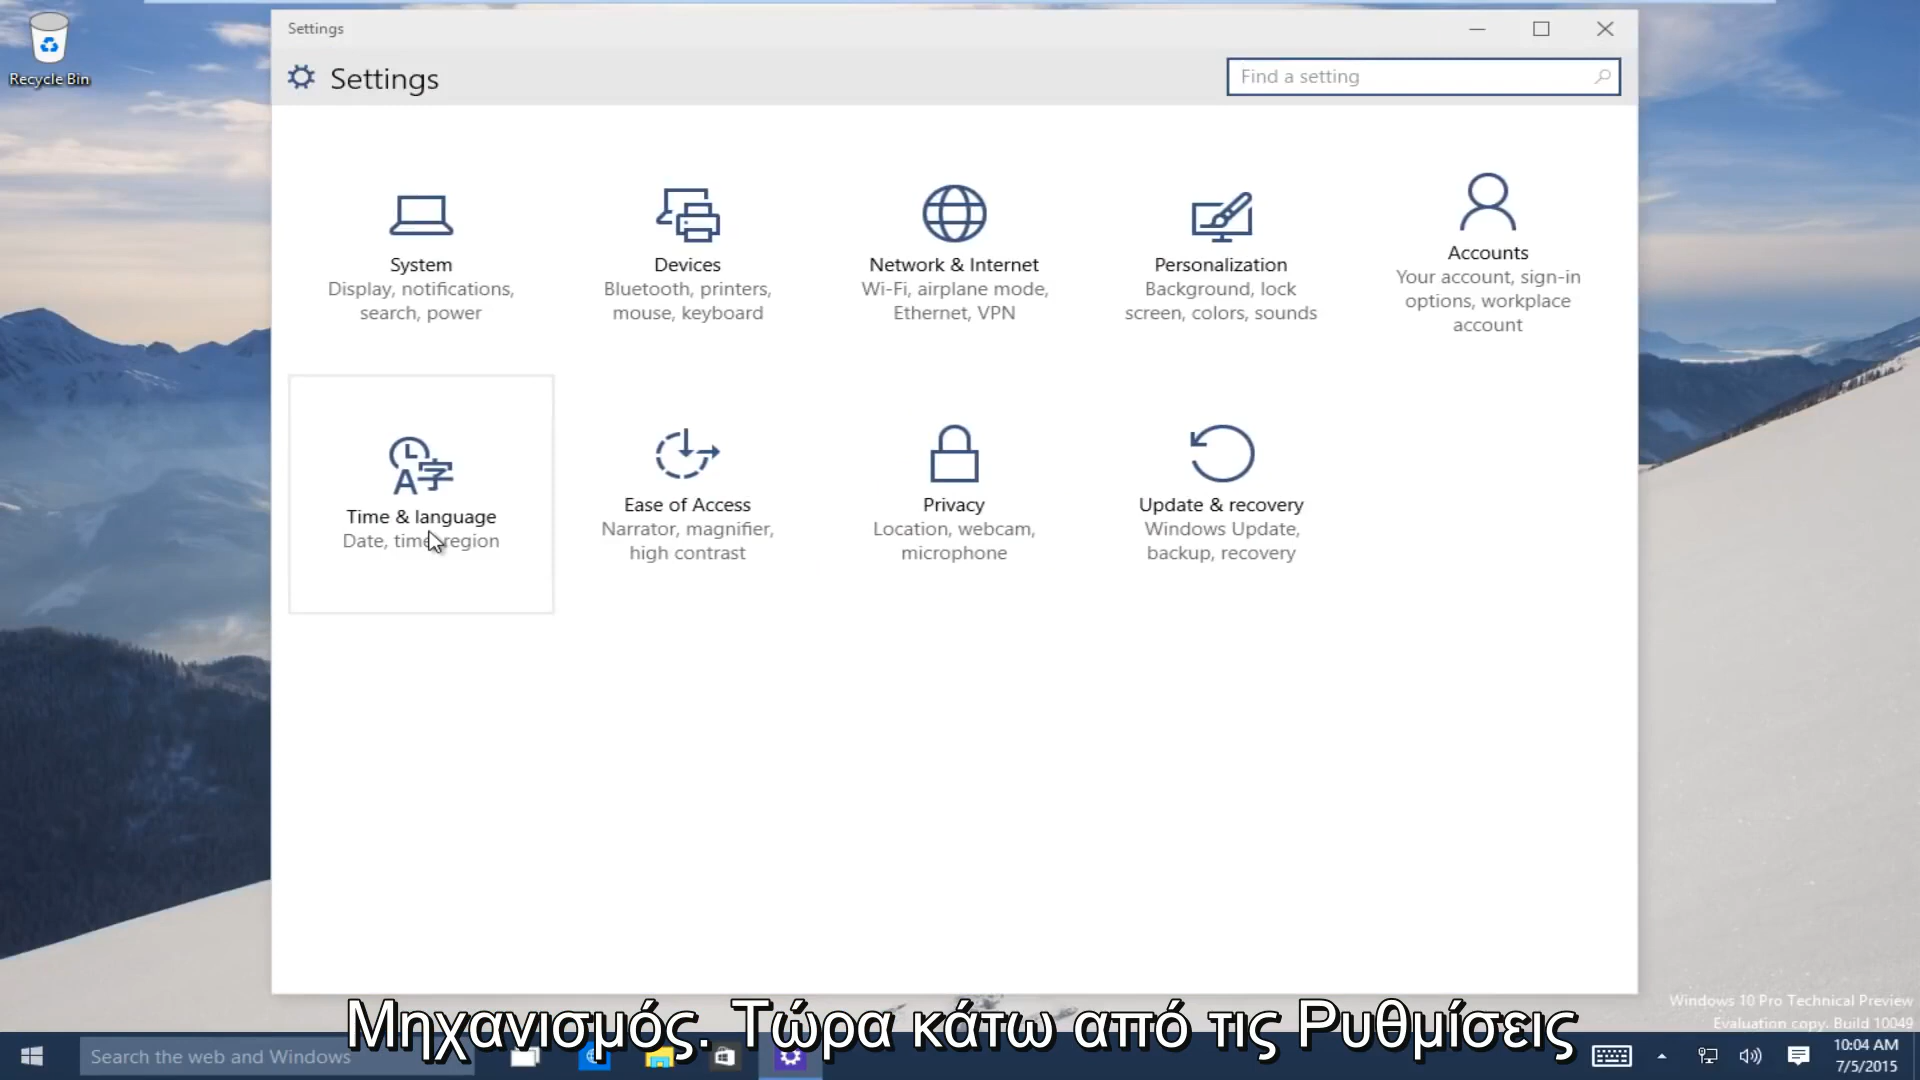 Settings
Recycle Bin
Settings
Find a setting
System
Display, notifications,
search, power
Devices
Bluetooth, printers,
mouse, keyboard
Network & Internet
Wi-Fi, airplane mode,
Ethernet, VPN
Personalization
Background, lock
screen, colors, sounds
Accounts
Your account, sign-in
options, workplace
account
Time & language
Date, time, region
Ease of Access
Narrator, magnifier,
high contrast
Privacy
Location, webcam,
microphone
Update & recovery
Windows Update,
backup, recovery
Windows 10 Pro Technical Preview
Evaluation copy. Build 10049
Μηχανισμός. Τώρα κάτω από τις Ρυθμίσεις
Search the web and Windows
10:04 AM
7/5/2015